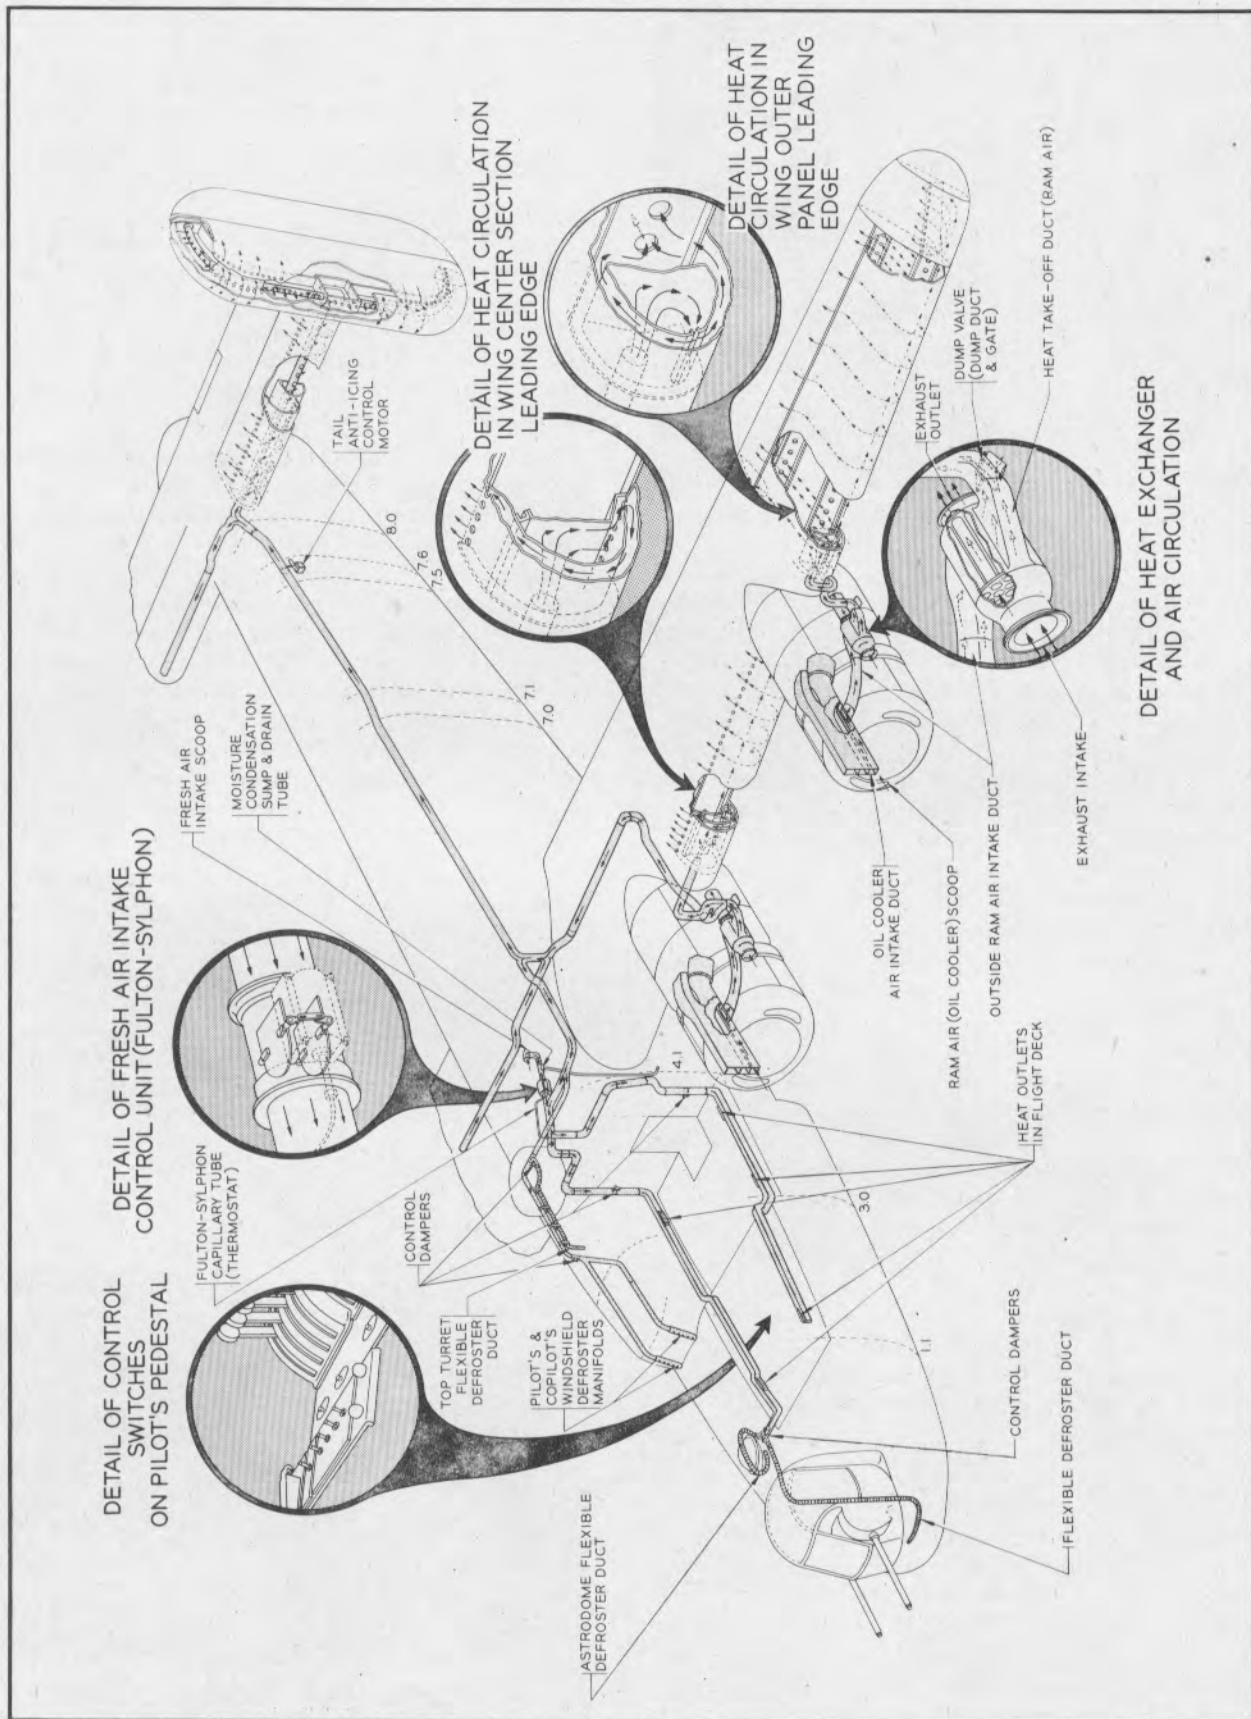 DETAIL OF CONTROL
SWITCHES
ON PILOT'S PEDESTAL
DETAIL OF FRESH AIR INTAKE
CONTROL UNIT (FULTON-SYLPHON)
FULTON-SYLPHON
CAPILLARY TUBE
(THERMOSTAT)
FRESH AIR
INTAKE SCOOP
MOISTURE
CONDENSATION
SUMP & DRAIN
TUBE
TAIL
ANTI-ICING
CONTROL
MOTOR
CONTROL
DAMPERS
TOP TURRET
FLEXIBLE
DEFROSTER
DUCT
PILOT'S &
COPILOT'S
WINDSHIELD
DEFROSTER
MANIFOLDS
ASTRODOME FLEXIBLE
DEFROSTER DUCT
8.0
7.6
7.5
7.1
7.0
4.1
3.0
1.1
DETAIL OF HEAT CIRCULATION
IN WING CENTER SECTION
LEADING EDGE
DETAIL OF HEAT
CIRCULATION IN
WING OUTER
PANEL LEADING
EDGE
EXHAUST
OUTLET
DUMP VALVE
(DUMP DUCT
& GATE)
HEAT TAKE-OFF DUCT (RAM AIR)
OIL COOLER
AIR INTAKE DUCT
RAM AIR (OIL COOLER) SCOOP
OUTSIDE RAM AIR INTAKE DUCT
EXHAUST INTAKE
HEAT OUTLETS
IN FLIGHT DECK
CONTROL DAMPERS
FLEXIBLE DEFROSTER DUCT
DETAIL OF HEAT EXCHANGER
AND AIR CIRCULATION